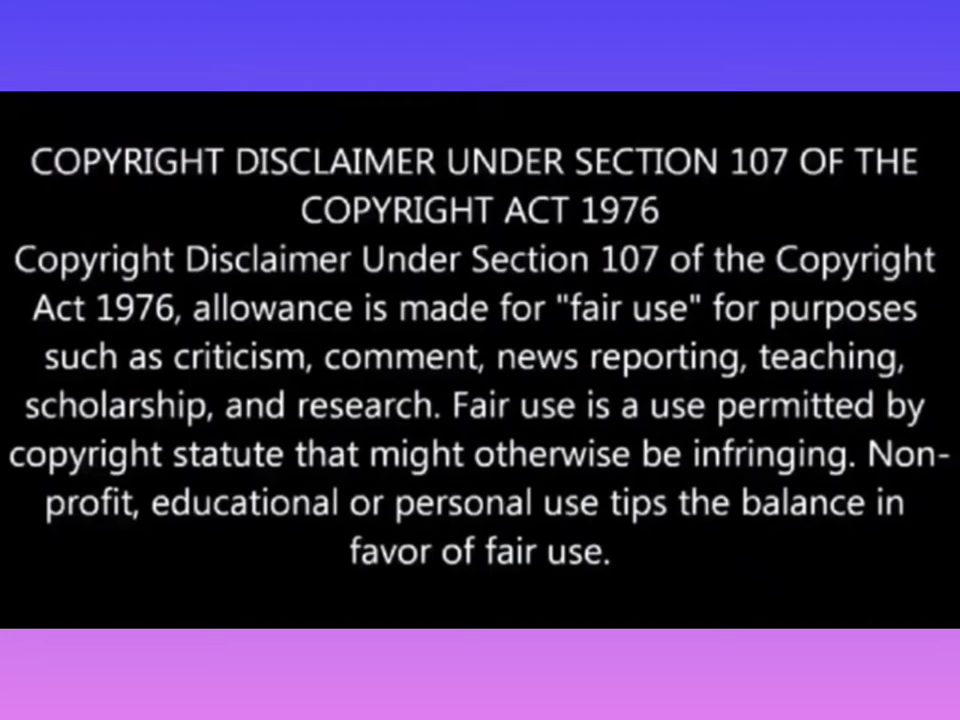 COPYRIGHT DISCLAIMER UNDER SECTION 107 OF THE
COPYRIGHT ACT 1976
Copyright Disclaimer Under Section 107 of the Copyright
Act 1976, allowance is made for "fair use" for purposes
such as criticism, comment, news reporting, teaching,
scholarship, and research. Fair use is a use permitted by
copyright statute that might otherwise be infringing. Non-
profit, educational or personal use tips the balance in
favor of fair use.